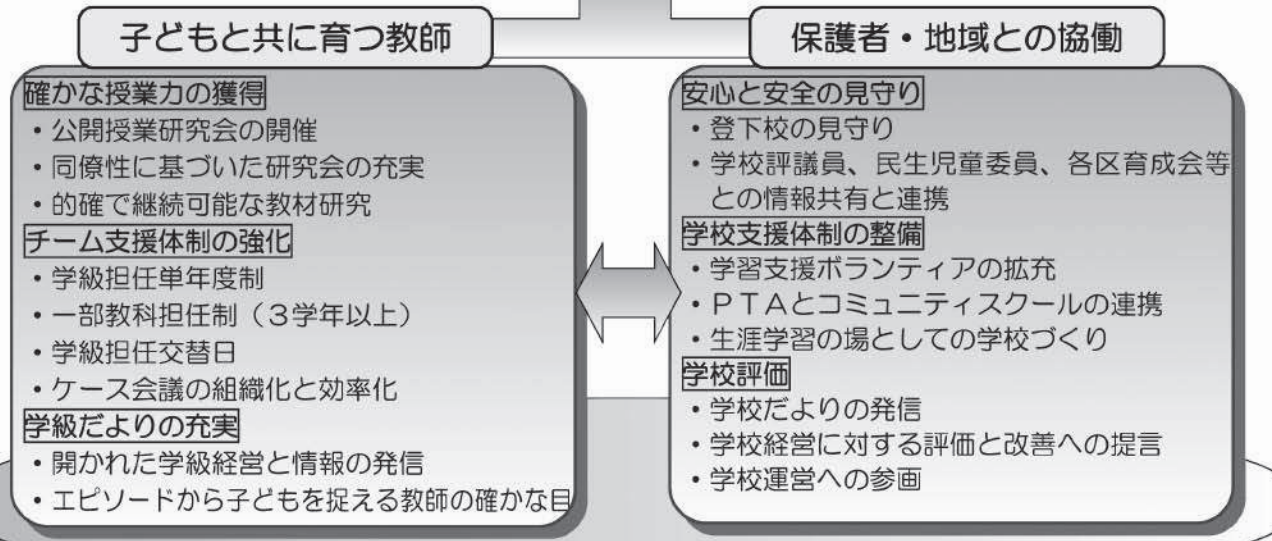 子どもと共に育つ教師
確かな授業力の獲得
・公開授業研究会の開催
・同僚性に基づいた研究会の充実
・的確で継続可能な教材研究
チーム支援体制の強化
・学級担任単年度制
・一部教科担任制（３学年以上）
・学級担任交替日
・ケース会議の組織化と効率化
学級だよりの充実
・開かれた学級経営と情報の発信
・エピソードから子どもを捉える教師の確かな目
保護者・地域との協働
安心と安全の見守り
・登下校の見守り
・学校評議員、民生児童委員、各区育成会等
との情報共有と連携
学校支援体制の整備
・学習支援ボランティアの拡充
・ＰＴＡとコミュニティスクールの連携
・生涯学習の場としての学校づくり
学校評価
・学校だよりの発信
・学校経営に対する評価と改善への提言
・学校運営への参画